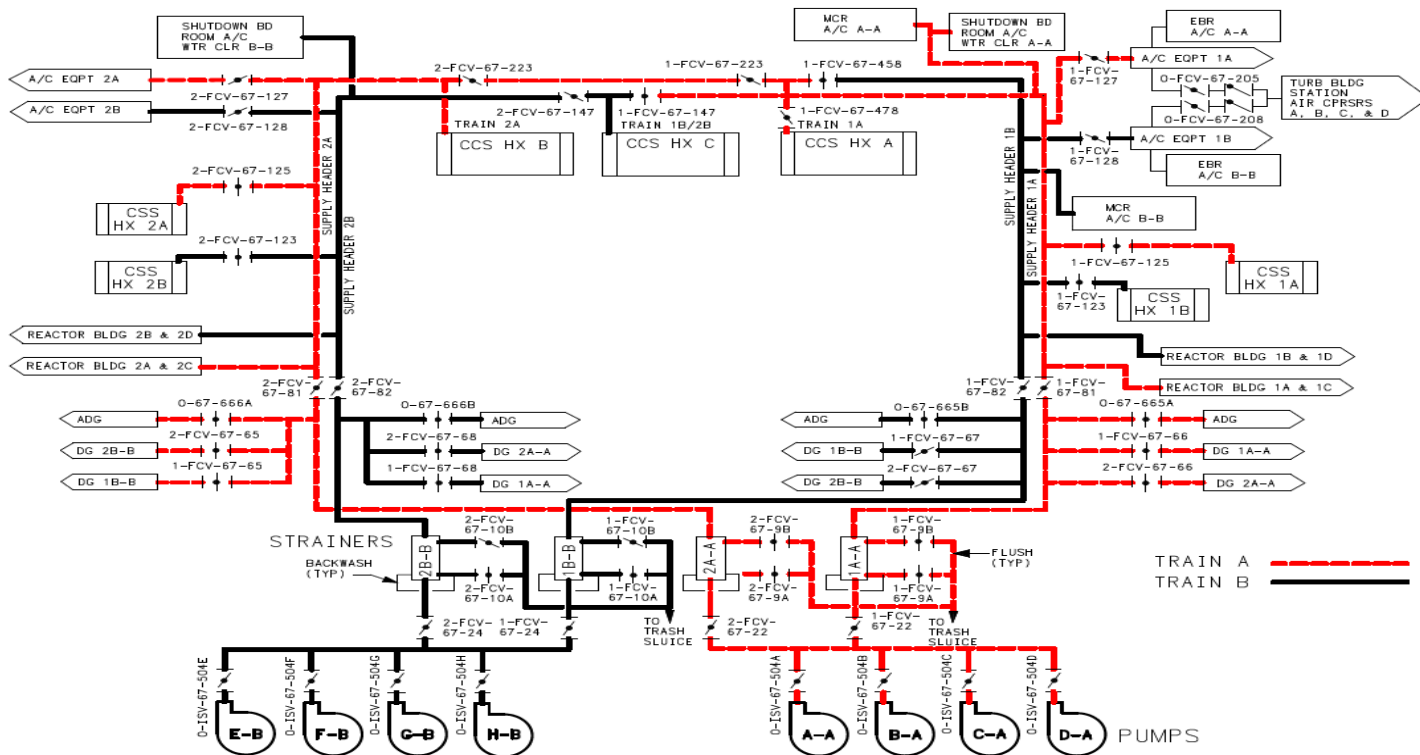 SHUTDOWN BD
ROOM A/C
WTR CLR B-B
MCR
A/C A-A
SHUTDOWN BD
ROOM A/C
WTR CLR A-A
EBR
A/C A-A
A/C EQPT 2A
2-FCV-67-127
2-FCV-67-223
1-FCV-67-223
1-FCV-67-458
1-FCV-
67-127
A/C EQPT 1A
0-FCV-67-205
TURB BLDG
STATION
AIR CPRSRS
A, B, C, & D
A/C EQPT 2B
2-FCV-67-128
2-FCV-
67-147
1-FCV-67-147
1-FCV-67-478
0-FCV-67-208
TRAIN 2A
CCS HX B
TRAIN 1B/2B
CCS HX C
TRAIN 1A
CCS HX A
1-FCV-
67-128
A/C EQPT 1B
EBR
A/C B-B
2-FCV-67-125
CSS
HX 2A
SUPPLY HEADER 2A
SUPPLY HEADER 2B
SUPPLY HEADER 1B
SUPPLY HEADER 1A
MCR
A/C B-B
2-FCV-67-123
CSS
HX 2B
1-FCV-67-125
CSS
HX 1A
1-FCV-
67-123
CSS
HX 1B
REACTOR BLDG 2B & 2D
REACTOR BLDG 2A & 2C
REACTOR BLDG 1B & 1D
REACTOR BLDG 1A & 1C
2-FCV-
67-81
2-FCV-
67-82
1-FCV-
67-82
1-FCV-
67-81
ADG
0-67-666A
0-67-666B
ADG
ADG
0-67-665B
0-67-665A
ADG
DG 2B-B
2-FCV-67-65
2-FCV-67-68
DG 2A-A
DG 1B-B
1-FCV-67-67
1-FCV-67-66
DG 1A-A
DG 1B-B
1-FCV-67-65
1-FCV-67-68
DG 1A-A
DG 2B-B
2-FCV-67-67
2-FCV-67-66
DG 2A-A
STRAINERS
BACKWASH
(TYP)
2B-B
2-FCV-
67-10B
2-FCV-
67-10A
1B-B
1-FCV-
67-10B
1-FCV-
67-10A
2A-A
2-FCV-
67-9B
2-FCV-
67-9A
1A-A
1-FCV-
67-9B
1-FCV-
67-9A
FLUSH
(TYP)
TRAIN A
TRAIN B
2-FCV-
67-24
1-FCV-
67-24
TO
TRASH
SLUICE
2-FCV-
67-22
1-FCV-
67-22
TO
TRASH
SLUICE
0-ISV-67-504E
0-ISV-67-504F
0-ISV-67-504G
0-ISV-67-504H
0-ISV-67-504A
0-ISV-67-504B
0-ISV-67-504C
0-ISV-67-504D
E-B
F-B
G-B
H-B
A-A
B-A
C-A
D-A
PUMPS